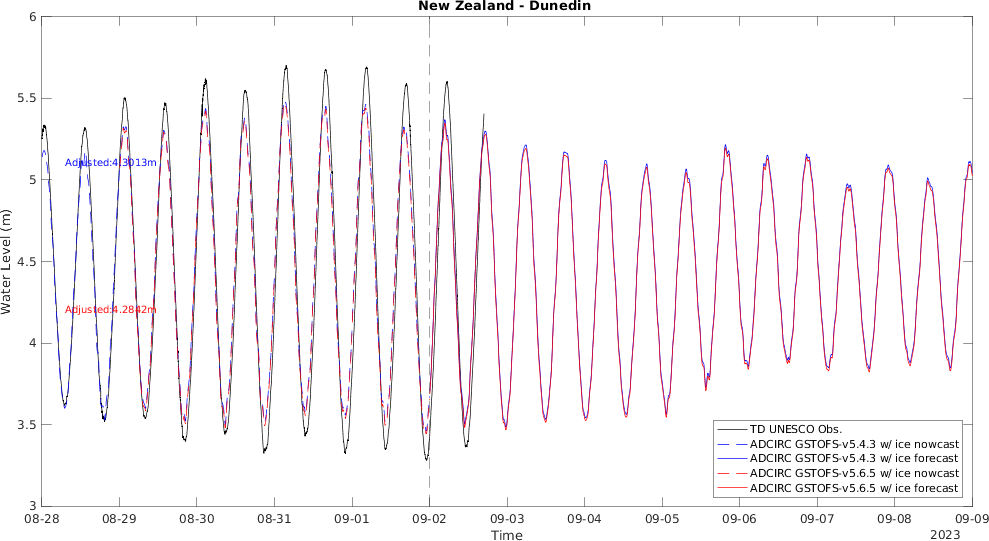 New Zealand - Dunedin
Water Level (m)
6
5.5
5
4.5
4
3.5
3
Adjusted:4.3013m
Adjusted:4.2842m
TD UNESCO Obs.
ADCIRC GSTOFS-v5.4.3 w/ ice nowcast
ADCIRC GSTOFS-v5.4.3 w/ ice forecast
ADCIRC GSTOFS-v5.6.5 w/ ice nowcast
ADCIRC GSTOFS-v5.6.5 w/ ice forecast
08-28 08-29 08-30 08-31 09-01 09-02 09-03 09-04 09-05 09-06 09-07 09-08 09-09
Time
2023